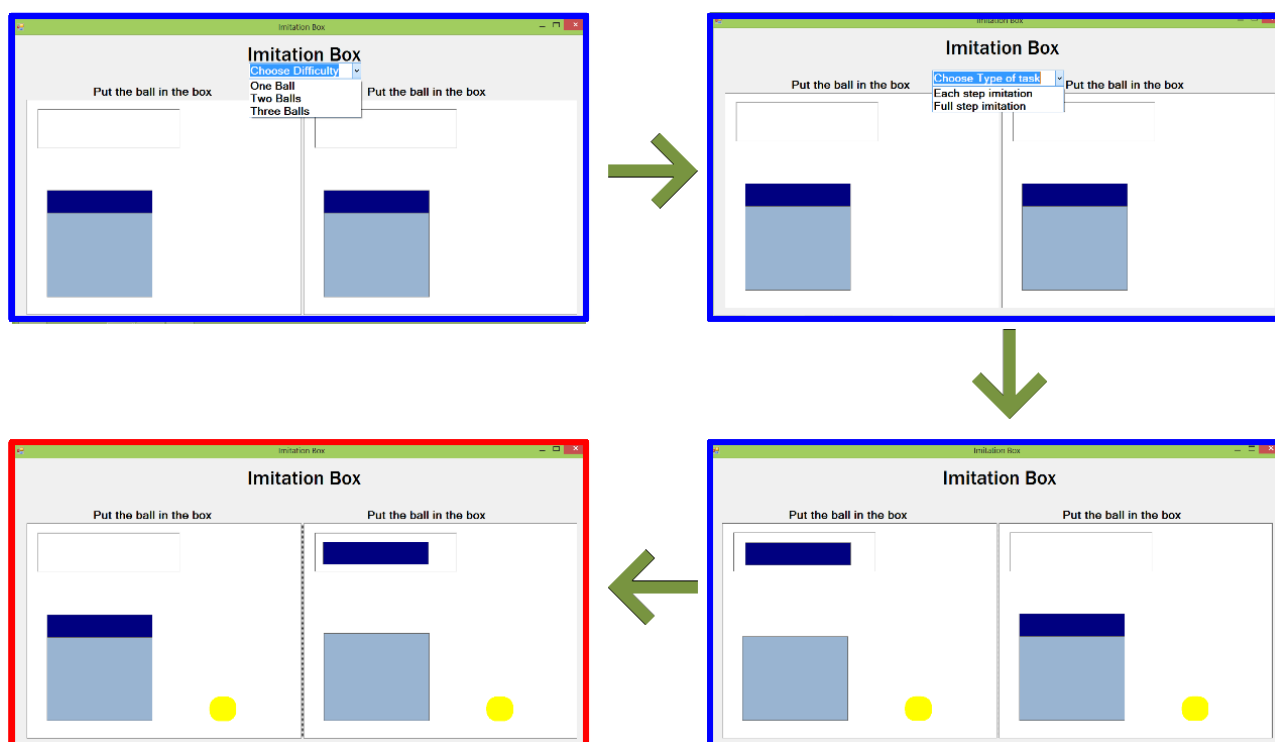 Imitation Box
Imitation Box
Choose Difficulty
One Ball
Two Balls
Three Balls
Put the ball in the box Put the ball in the box
Imitation Box
Imitation Box
Choose Type of task
Each step imitation
Full step imitation
Put the ball in the box Put the ball in the box
Imitation Box
Imitation Box
Put the ball in the box Put the ball in the box
Imitation Box
Imitation Box
Put the ball in the box Put the ball in the box